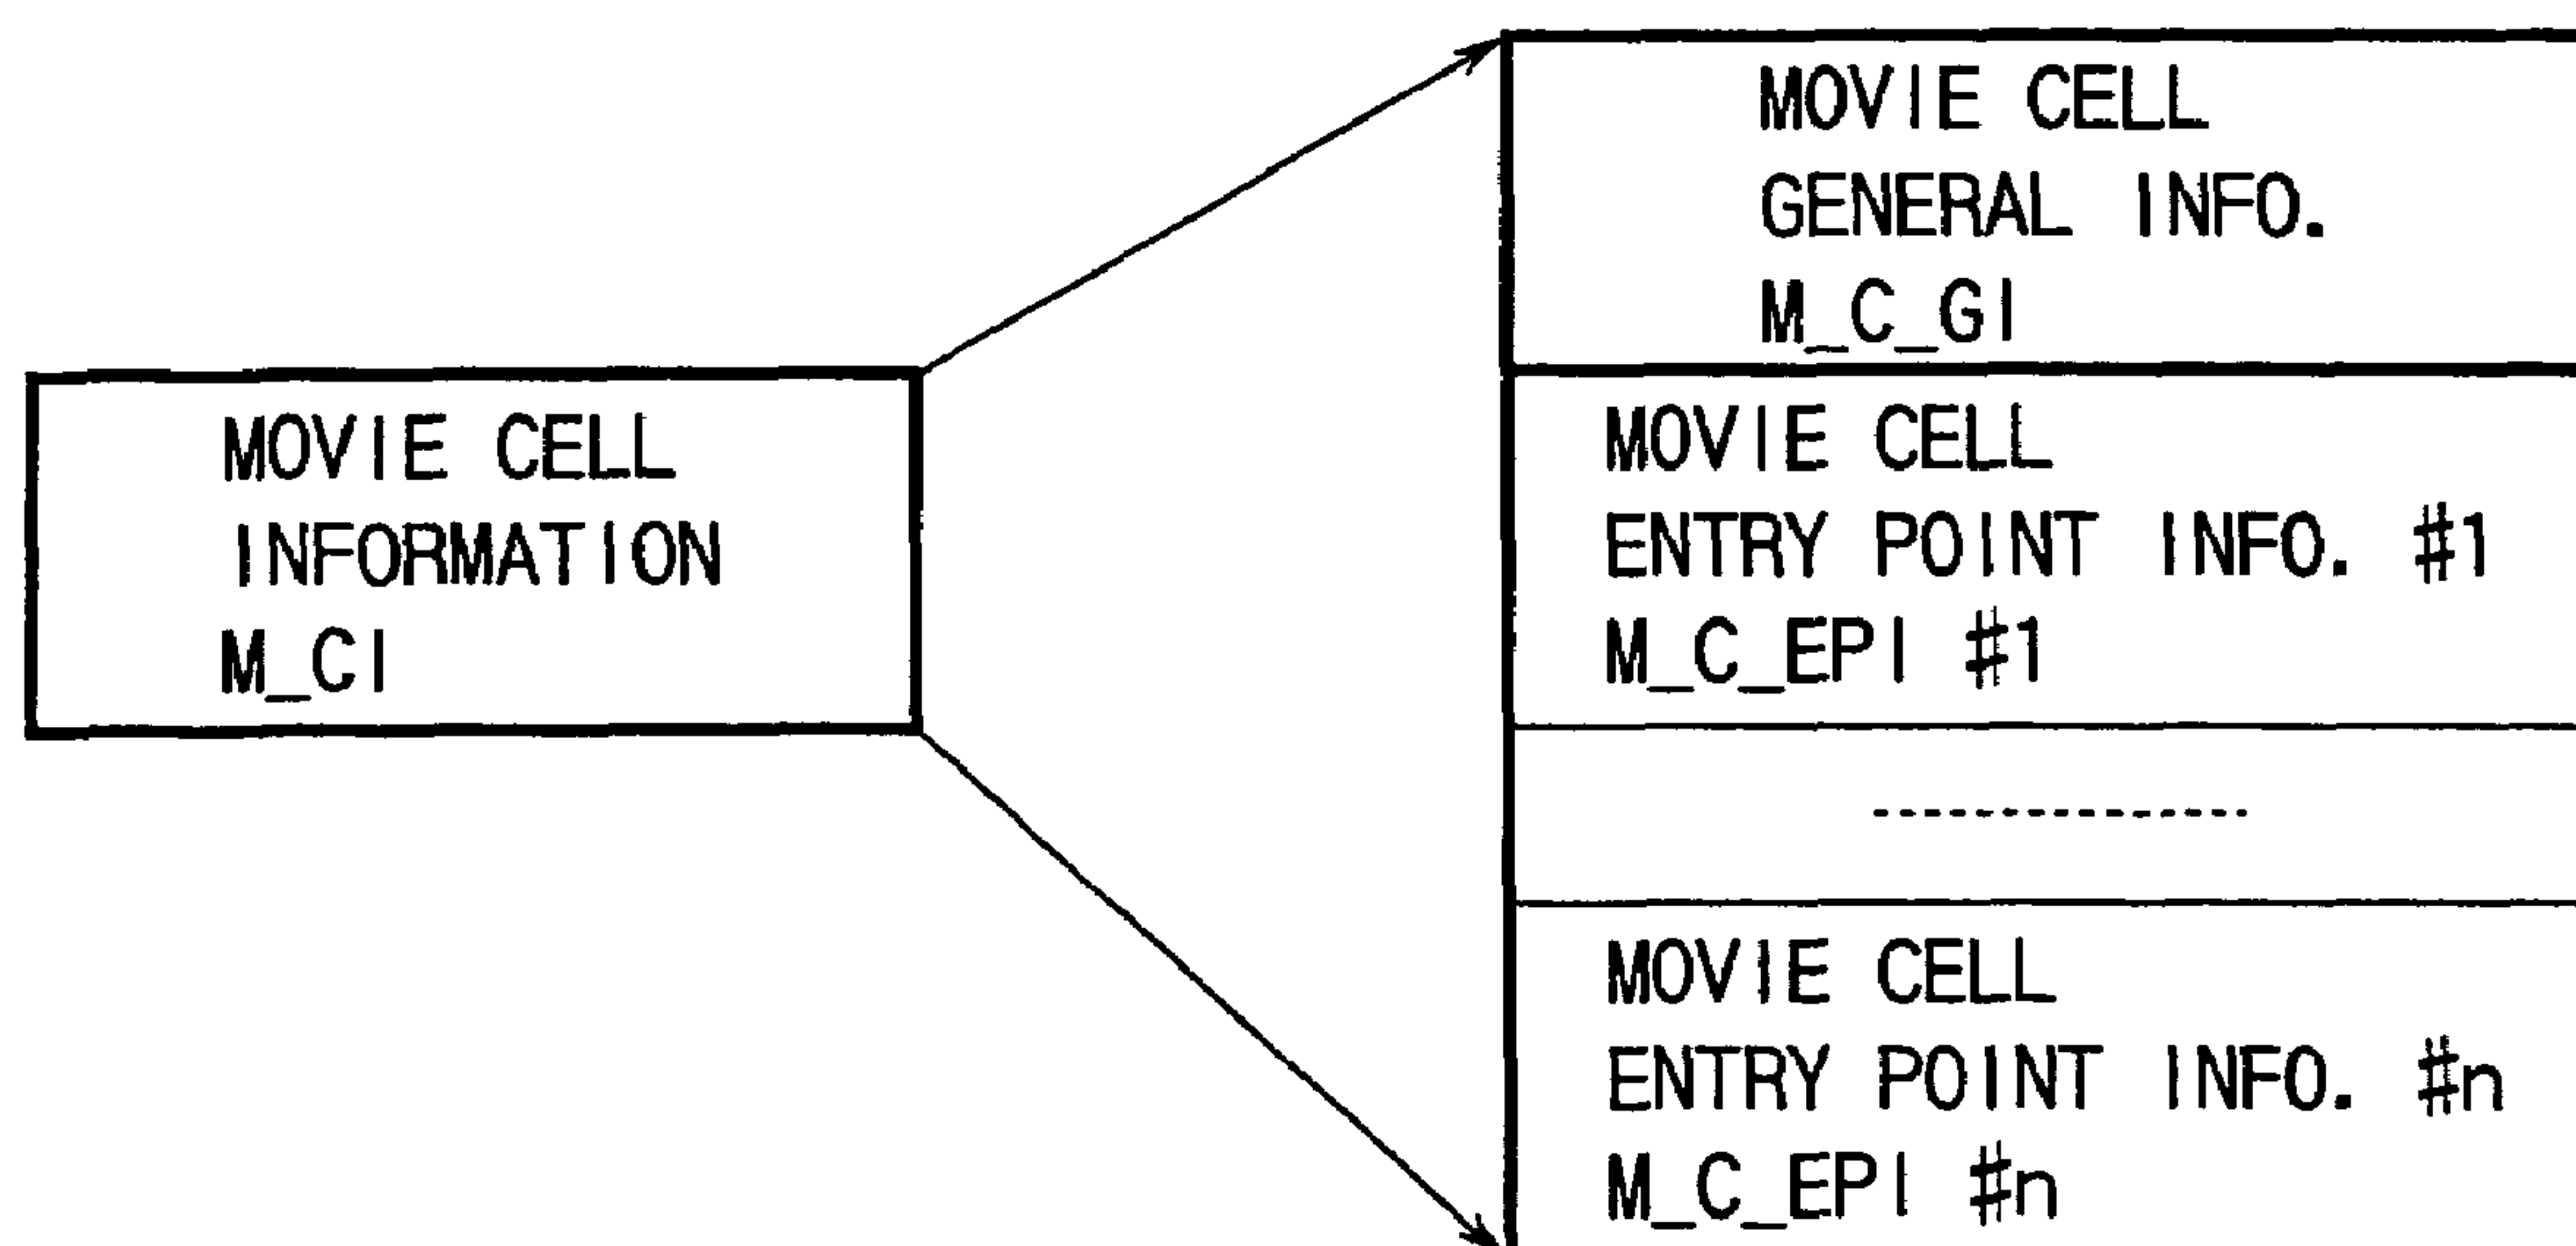 MOVIE CELL
INFORMATION
M_CI
MOVIE CELL
GENERAL INFO.
M_C_GI
MOVIE CELL
ENTRY POINT INFO. #1
M_C_EPI #1
MOVIE CELL
ENTRY POINT INFO. #n
M_C_EPI #n